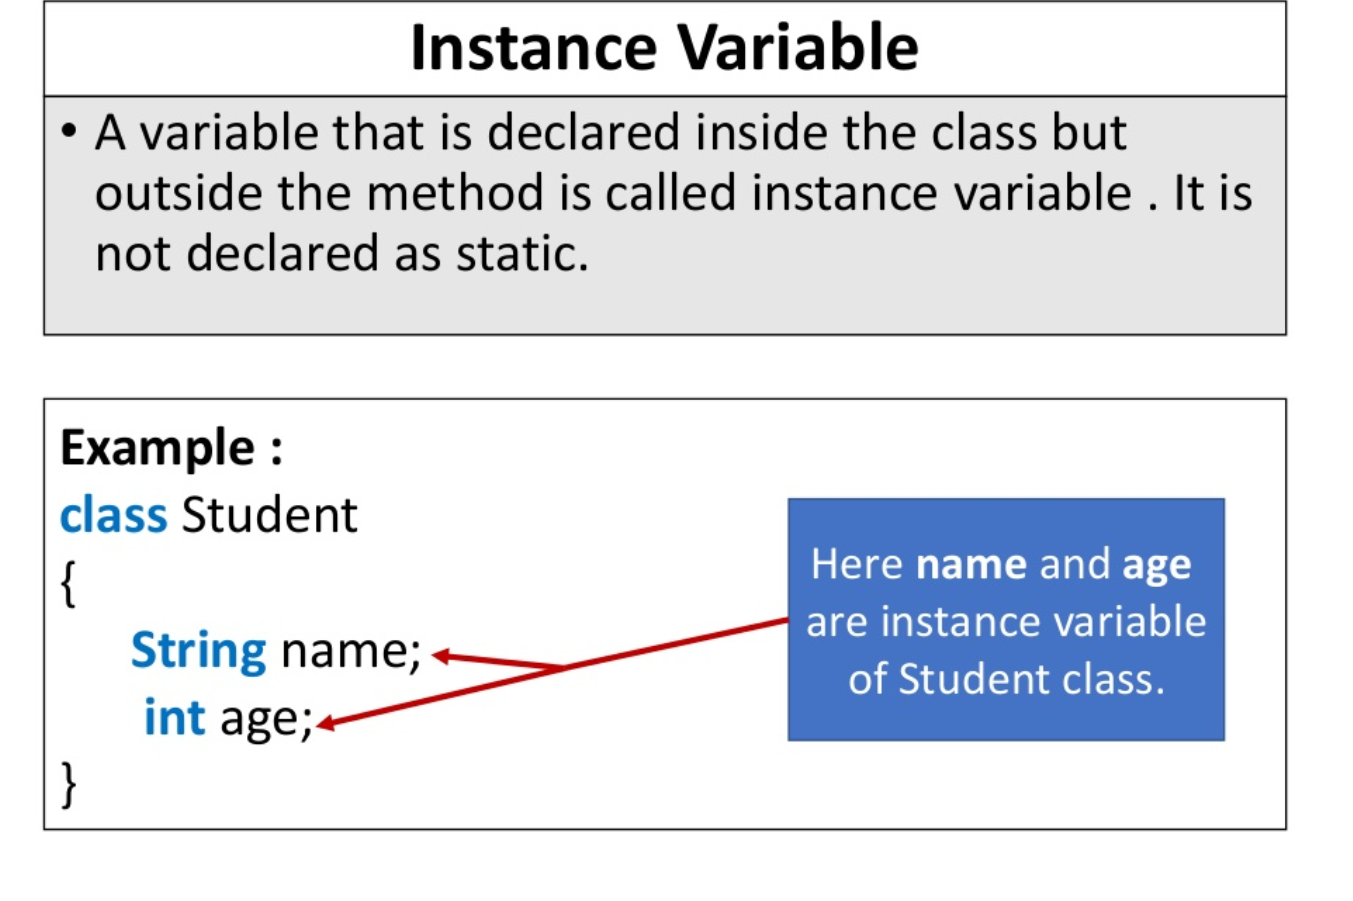 Instance Variable
• A variable that is declared inside the class but
outside the method is called instance variable . It is
not declared as static.
Example :
class Student
{
String name;
int age;
}
Here name and age
are instance variable
of Student class.